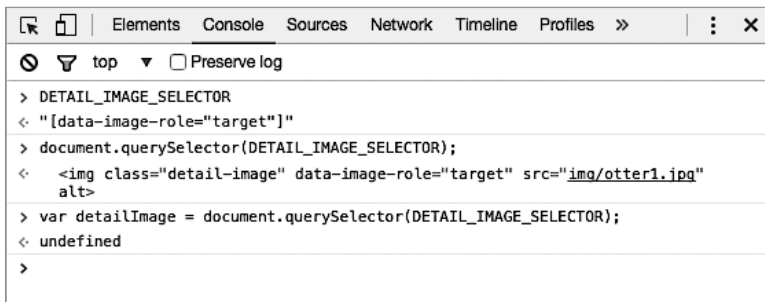 Elements Console Sources Network Timeline Profiles »
top ▼ Preserve log
> DETAIL_IMAGE_SELECTOR
"[data-image-role="target"]"
> document.querySelector(DETAIL_IMAGE_SELECTOR);
<img class="detail-image" data-image-role="target" src="img/otter1.jpg"
alt>
> var detailImage = document.querySelector(DETAIL_IMAGE_SELECTOR);
undefined
>